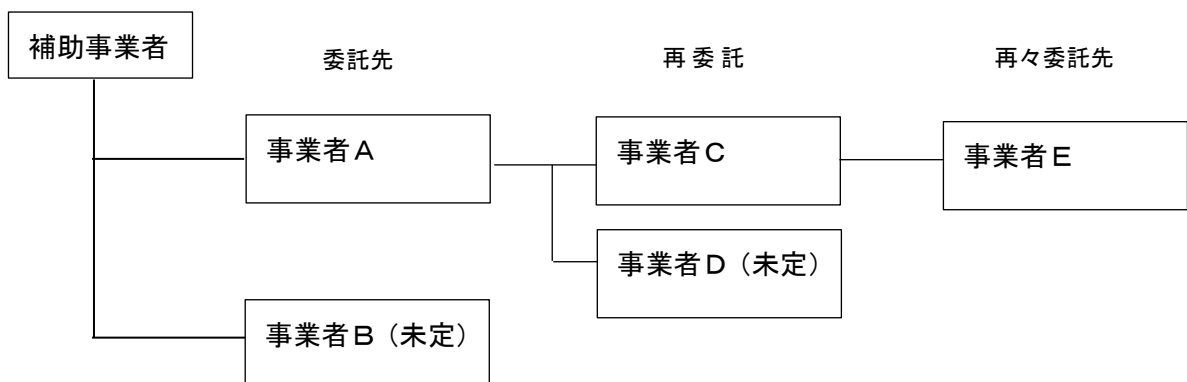 補助事業者
委託先
再委託
再々委託先
事業者A
事業者C
事業者E
事業者D（未定）
事業者B（未定）